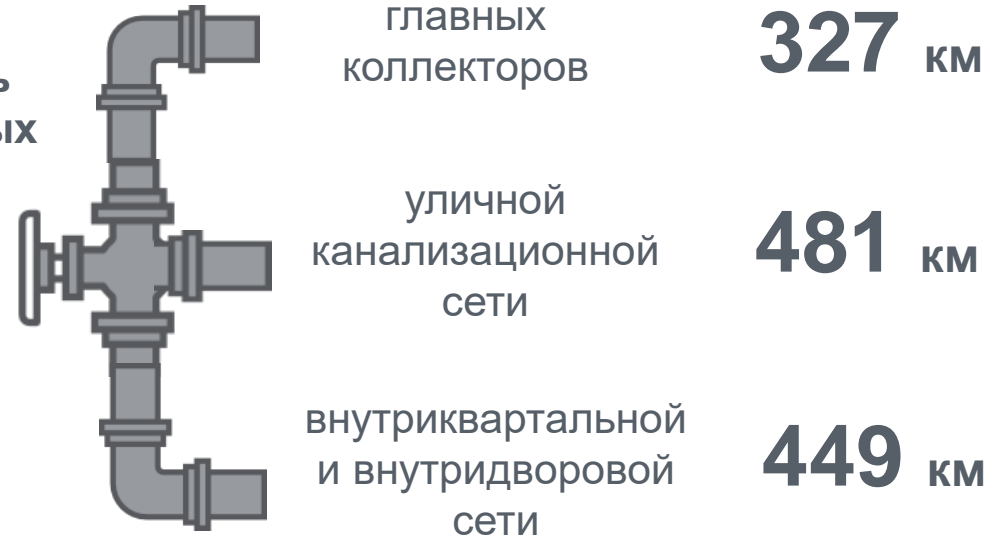 главных
коллекторов
327 км
уличной
канализационной
сети
481 км
внутриквартальной
и внутридворовой
сети
449 км